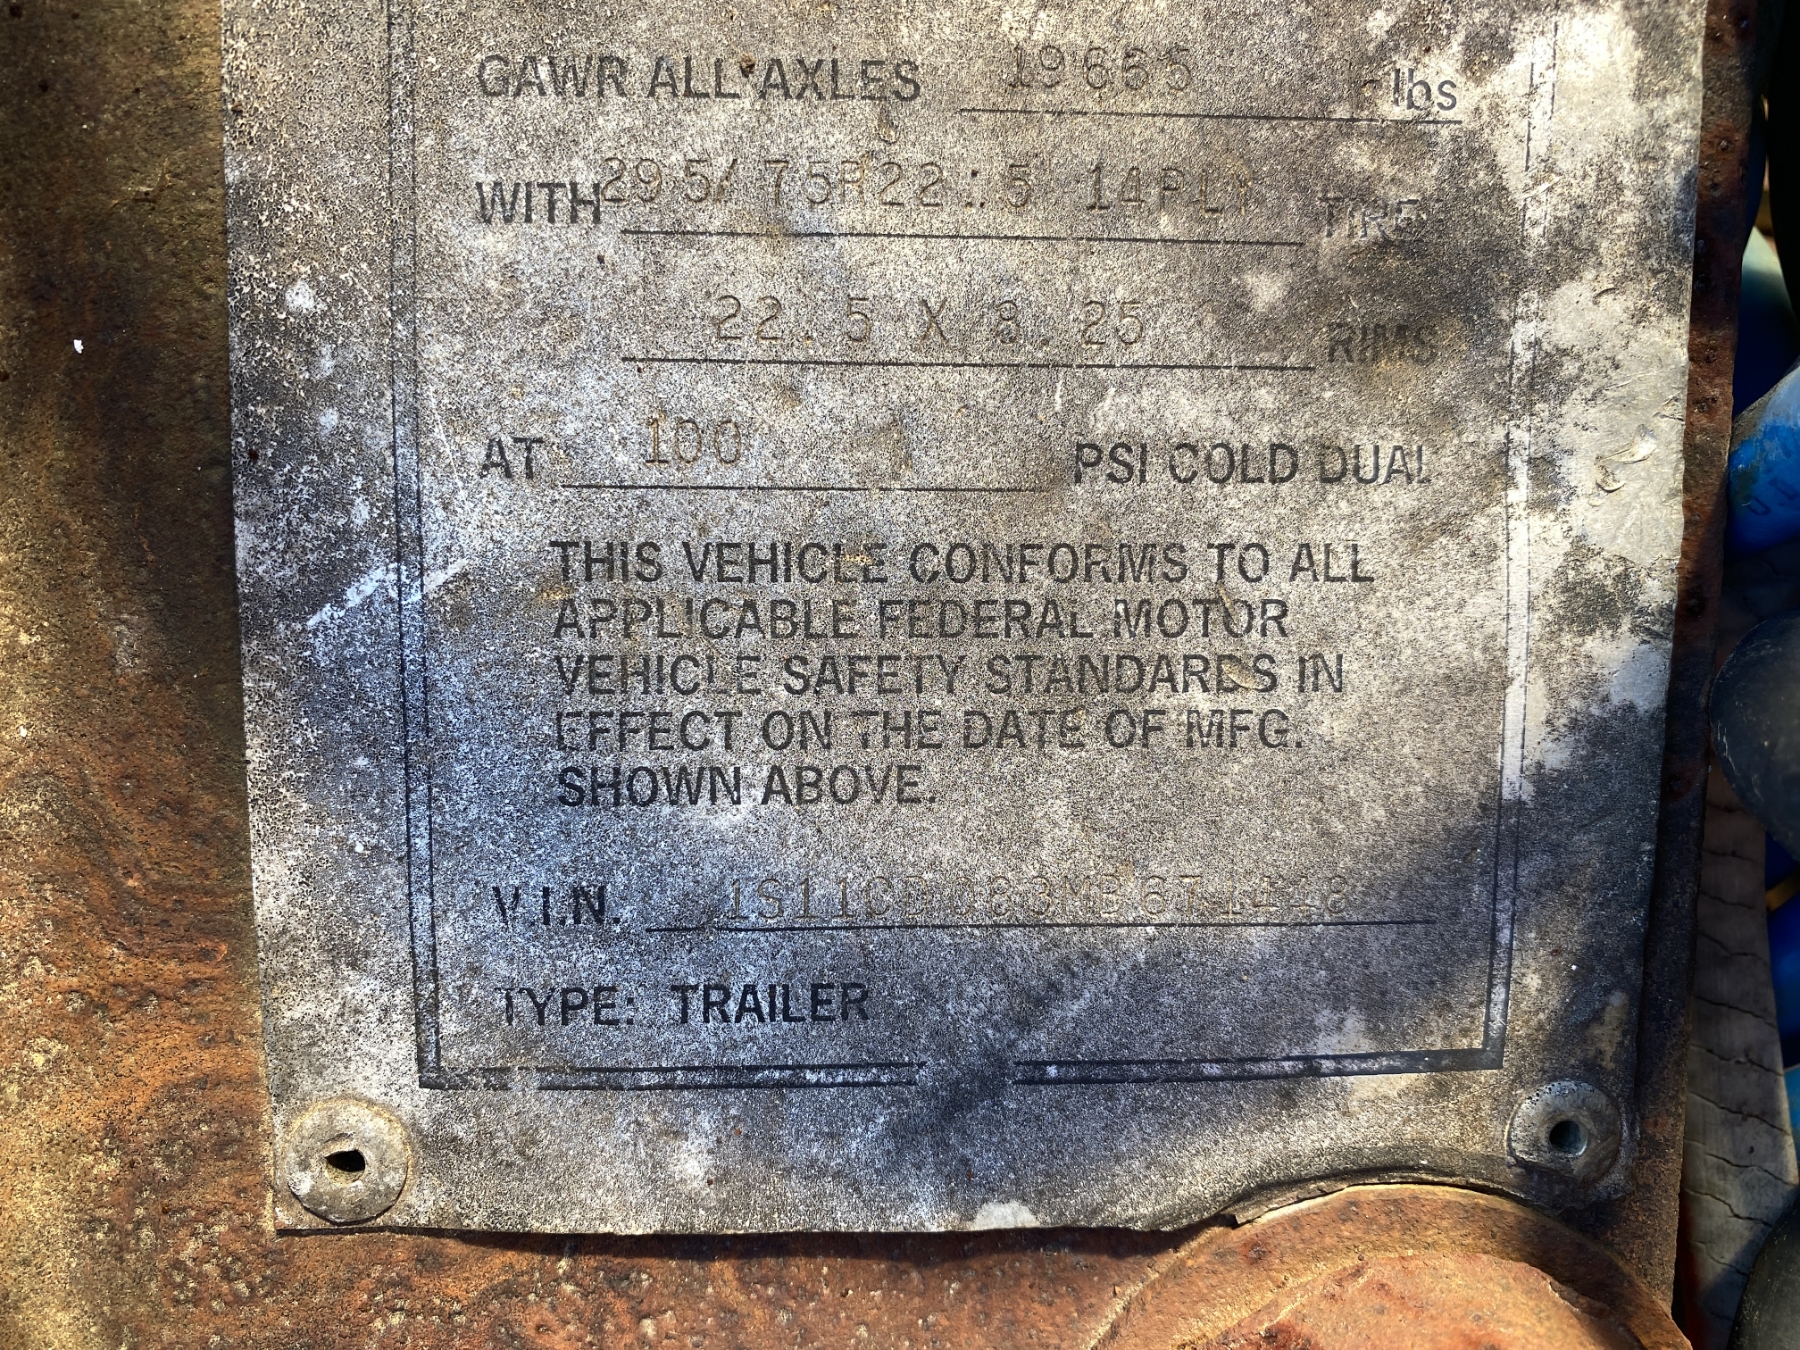 GAWR ALL AXLES 19665 lbs
WITH 295/75R22.5 14PLY TIRES
22.5 X 8.25 RIMS
AT 100 PSI COLD DUAL
THIS VEHICLE CONFORMS TO ALL
APPLICABLE FEDERAL MOTOR
VEHICLE SAFETY STANDARDS IN
EFFECT ON THE DATE OF MFG.
SHOWN ABOVE.
V.I.N. 1S11CD083MB671448
TYPE: TRAILER